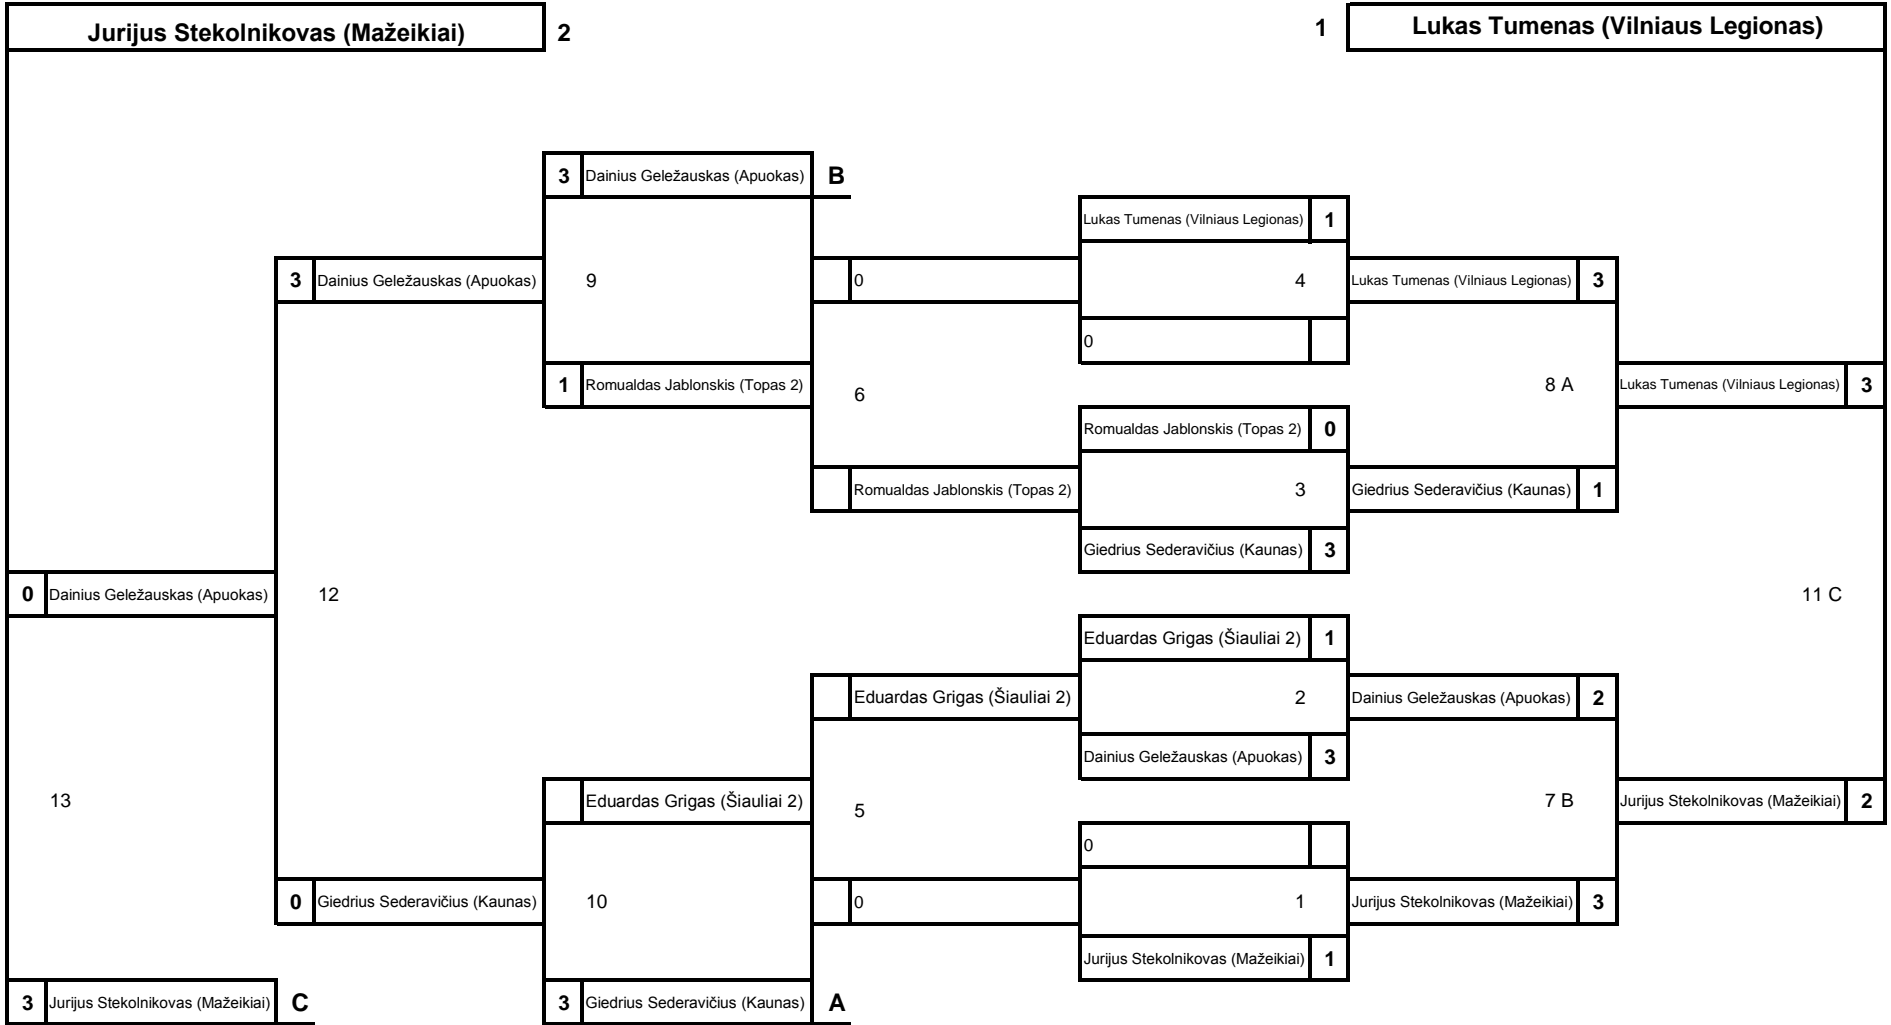 Jurijus Stekolnikovas (Mažeikiai) 2
1 Lukas Tumenas (Vilniaus Legionas)
3 Dainius Geležauskas (Apuokas) B
Lukas Tumenas (Vilniaus Legionas) 1
3 Dainius Geležauskas (Apuokas) 9 0 4 Lukas Tumenas (Vilniaus Legionas) 3
0
1 Romualdas Jablonskis (Topas 2) 6 8 A Lukas Tumenas (Vilniaus Legionas) 3
Romualdas Jablonskis (Topas 2) 0
Romualdas Jablonskis (Topas 2) 3 Giedrius Sederavičius (Kaunas) 1
Giedrius Sederavičius (Kaunas) 3
0 Dainius Geležauskas (Apuokas) 12 11 C
Eduardas Grigas (Šiauliai 2) 1
Eduardas Grigas (Šiauliai 2) 2 Dainius Geležauskas (Apuokas) 2
Dainius Geležauskas (Apuokas) 3
13 Eduardas Grigas (Šiauliai 2) 5 7 B Jurijus Stekolnikovas (Mažeikiai) 2
0
0 Giedrius Sederavičius (Kaunas) 10 0 1 Jurijus Stekolnikovas (Mažeikiai) 3
Jurijus Stekolnikovas (Mažeikiai) 1
3 Jurijus Stekolnikovas (Mažeikiai) C 3 Giedrius Sederavičius (Kaunas) A